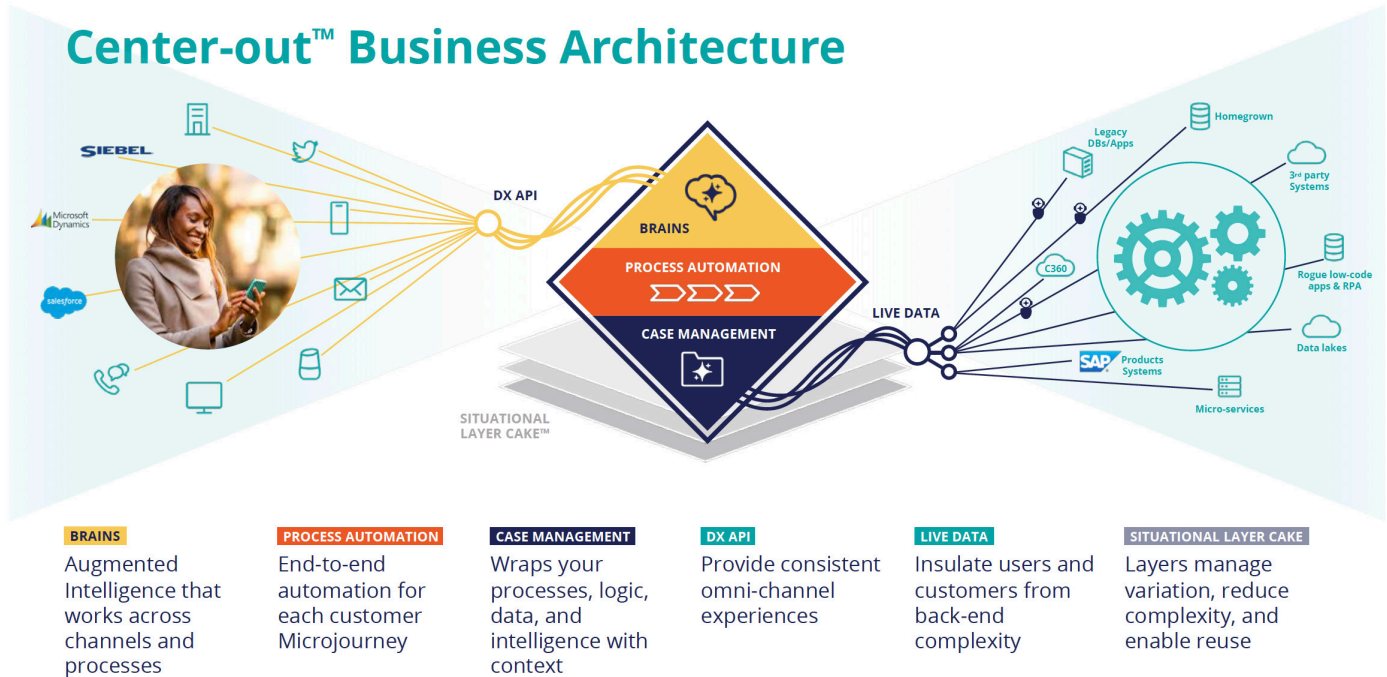 Center-out™ Business Architecture
SIEBEL
Microsoft
Dynamics
salesforce
DX API
BRAINS
PROCESS AUTOMATION
CASE MANAGEMENT
SITUATIONAL
LAYER CAKE™
LIVE DATA
Legacy
DBs/Apps
Homegrown
3rd party
Systems
C360
Rogue low-code
apps & RPA
Data lakes
SAP
Products
Systems
Micro-services
BRAINS
Augmented
Intelligence that
works across
channels and
processes
PROCESS AUTOMATION
End-to-end
automation for
each customer
Microjourney
CASE MANAGEMENT
Wraps your
processes, logic,
data, and
intelligence with
context
DX API
Provide consistent
omni-channel
experiences
LIVE DATA
Insulate users and
customers from
back-end
complexity
SITUATIONAL LAYER CAKE
Layers manage
variation, reduce
complexity, and
enable reuse